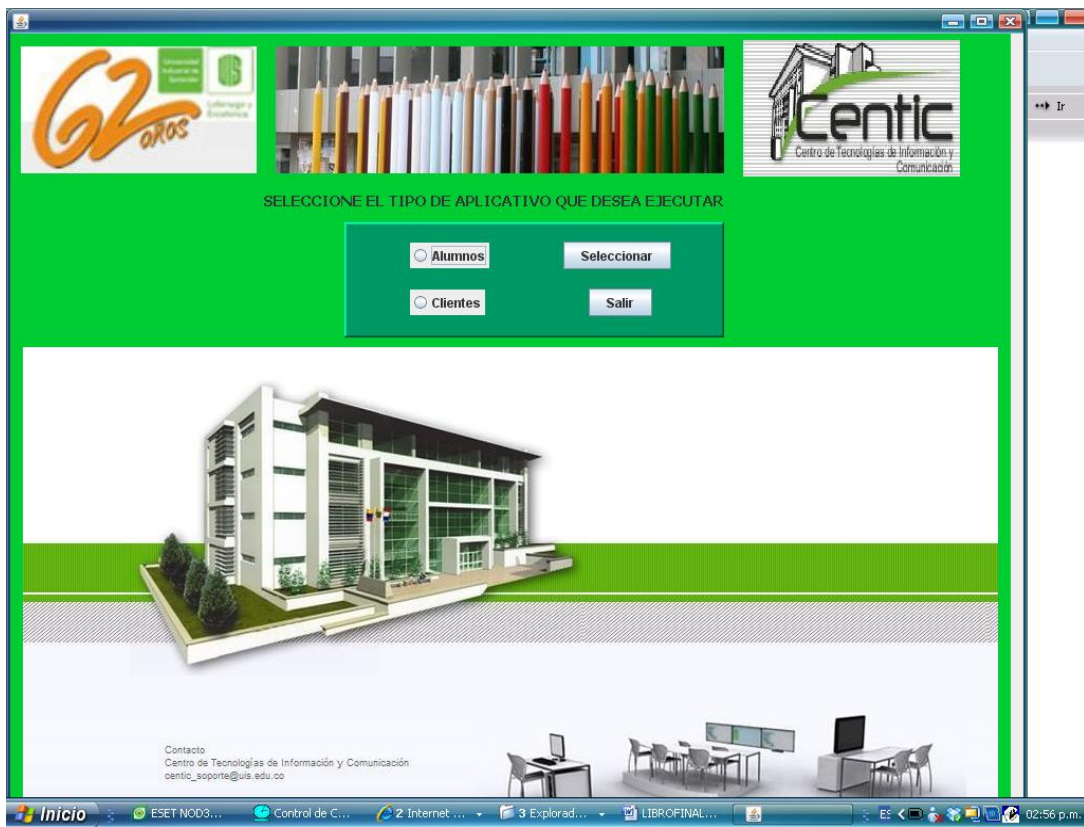 62
años
Universidad
Industrial de
Santander
Liderazgo y
Excelencia
Centic
Centro de Tecnologías de Información y
Comunicación
Ir
SELECCIONE EL TIPO DE APLICATIVO QUE DESEA EJECUTAR
Alumnos
Seleccionar
Clientes
Salir
Contacto
Centro de Tecnologías de Información y Comunicación
centic_soporte@uis.edu.co
Inicio
ESET NOD3...
Control de C...
2 Internet ...
3 Explorad...
LIBROFINAL...
ES
02:56 p.m.